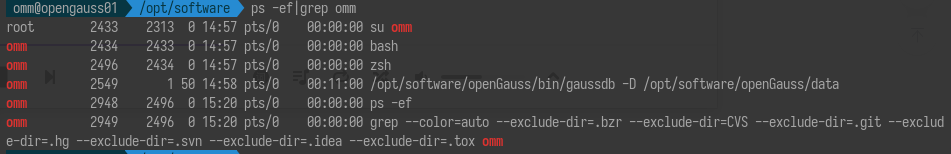 omm@opengauss01 /opt/software ps -ef|grep omm
root 2433 2313 0 14:57 pts/0 00:00:00 su omm
omm 2434 2433 0 14:57 pts/0 00:00:00 bash
omm 2496 2434 0 14:57 pts/0 00:00:00 zsh
omm 2549 1 50 14:58 pts/0 00:11:00 /opt/software/openGauss/bin/gaussdb -D /opt/software/openGauss/data
omm 2948 2496 0 15:20 pts/0 00:00:00 ps -ef
omm 2949 2496 0 15:20 pts/0 00:00:00 grep --color=auto --exclude-dir=.bzr --exclude-dir=CVS --exclude-dir=.git --exclud
e-dir=.hg --exclude-dir=.svn --exclude-dir=.idea --exclude-dir=.tox omm